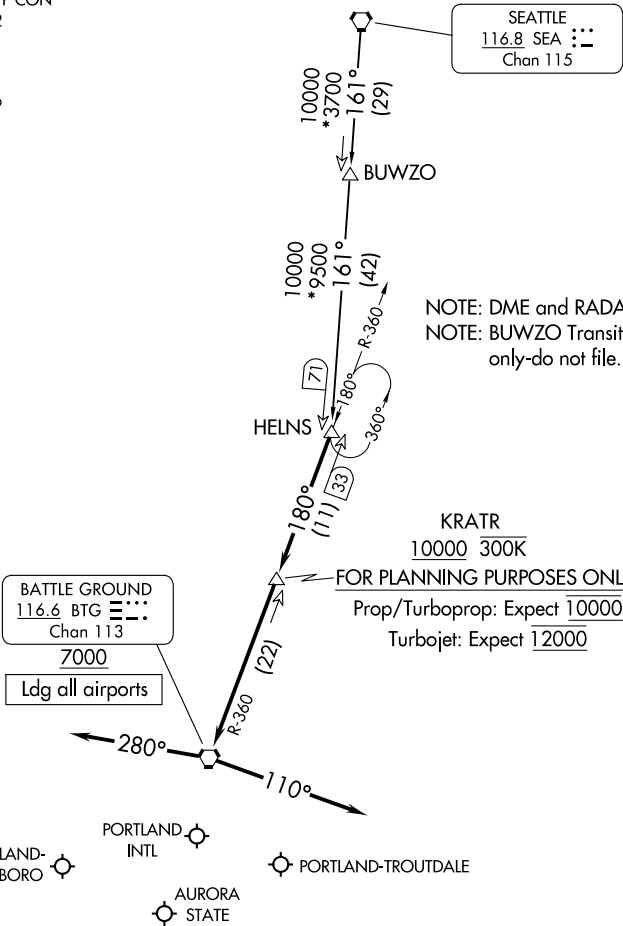 CON
SEATTLE
116.8 SEA
Chan 115
10000
*3700
161°
(29)
BUWZO
10000
*9500
161°
(42)
NOTE: DME and RADA
NOTE: BUWZO Transit
only-do not file.
R-360
71
180°
360°
HELNS
33
180°
(11)
KRATR
10000 300K
FOR PLANNING PURPOSES ONL
Prop/Turboprop: Expect 10000
Turbojet: Expect 12000
BATTLE GROUND
116.6 BTG
Chan 113
7000
Ldg all airports
(22)
R-360
280°
110°
PORTLAND
INTL
LAND-
BORO
PORTLAND-TROUTDALE
AURORA
STATE